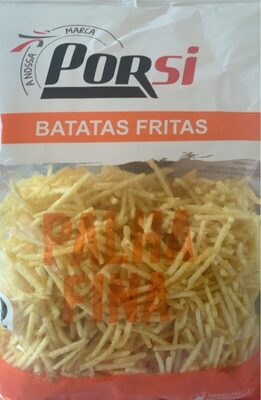 A NOSSA MARCA
PORSi
BATATAS FRITAS
PALHA
FINA